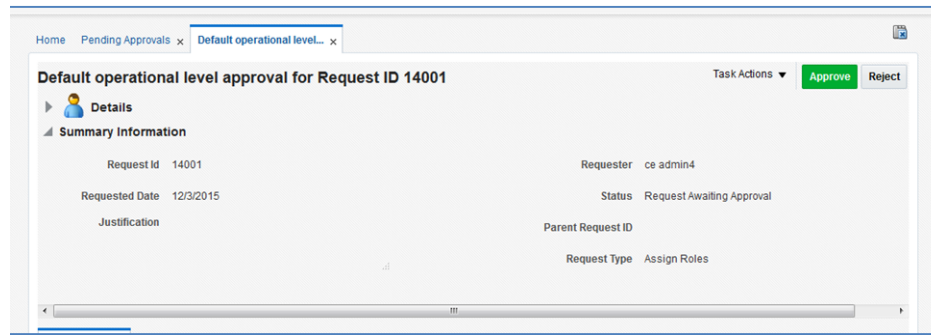 Home Pending Approvals x Default operational level... x
Default operational level approval for Request ID 14001 Task Actions Approve Reject
Details
Summary Information
Request Id 14001 Requester ce admin4
Requested Date 12/3/2015 Status Request Awaiting Approval
Justification Parent Request ID
Request Type Assign Roles